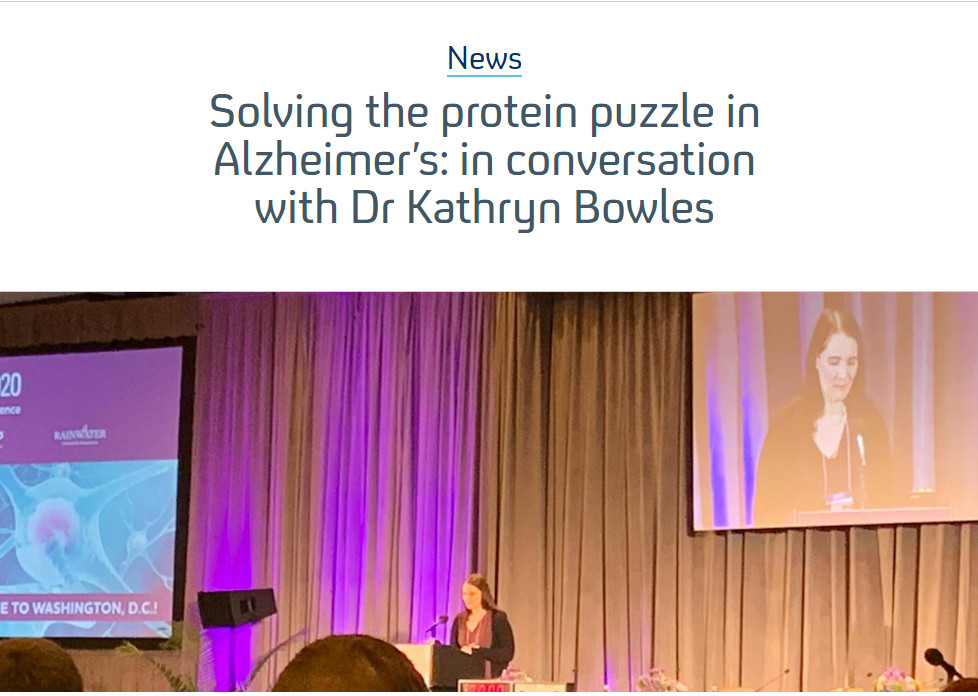 News
Solving the protein puzzle in
Alzheimer's: in conversation
with Dr Kathryn Bowles
20
ence
RAINWATER
E TO WASHINGTON, D.C.!